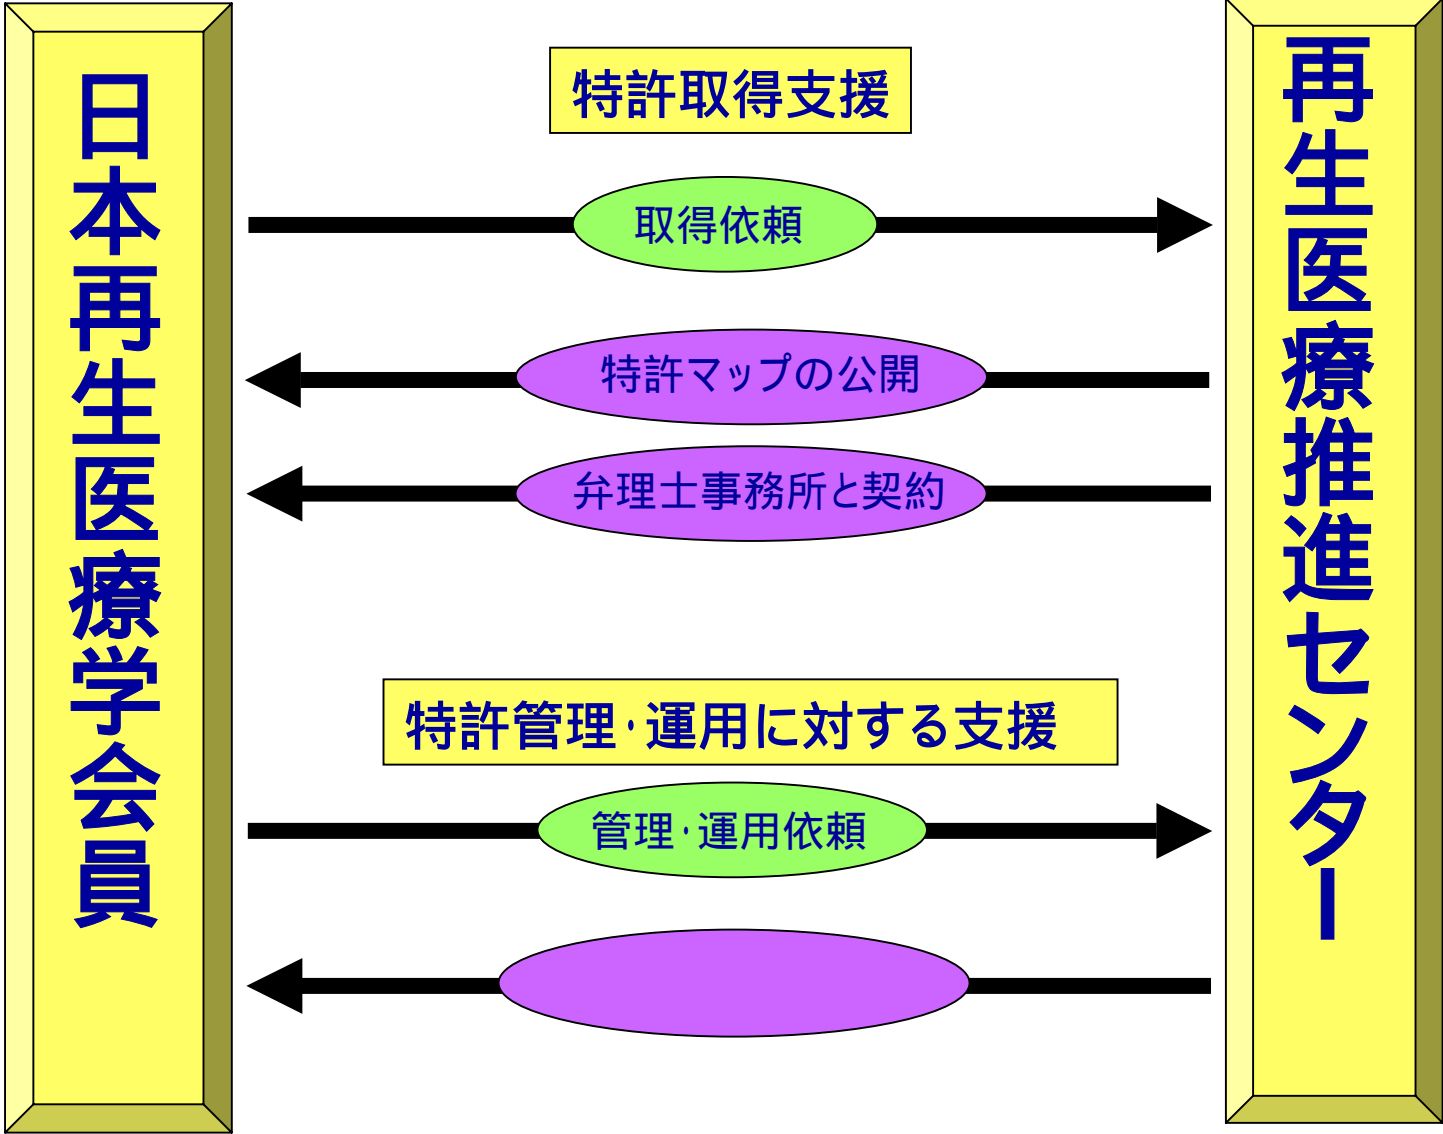 日本再生医療学会員
特許取得支援
取得依頼
特許マップの公開
弁理士事務所と契約
特許管理・運用に対する支援
管理・運用依頼
再生医療推進センター